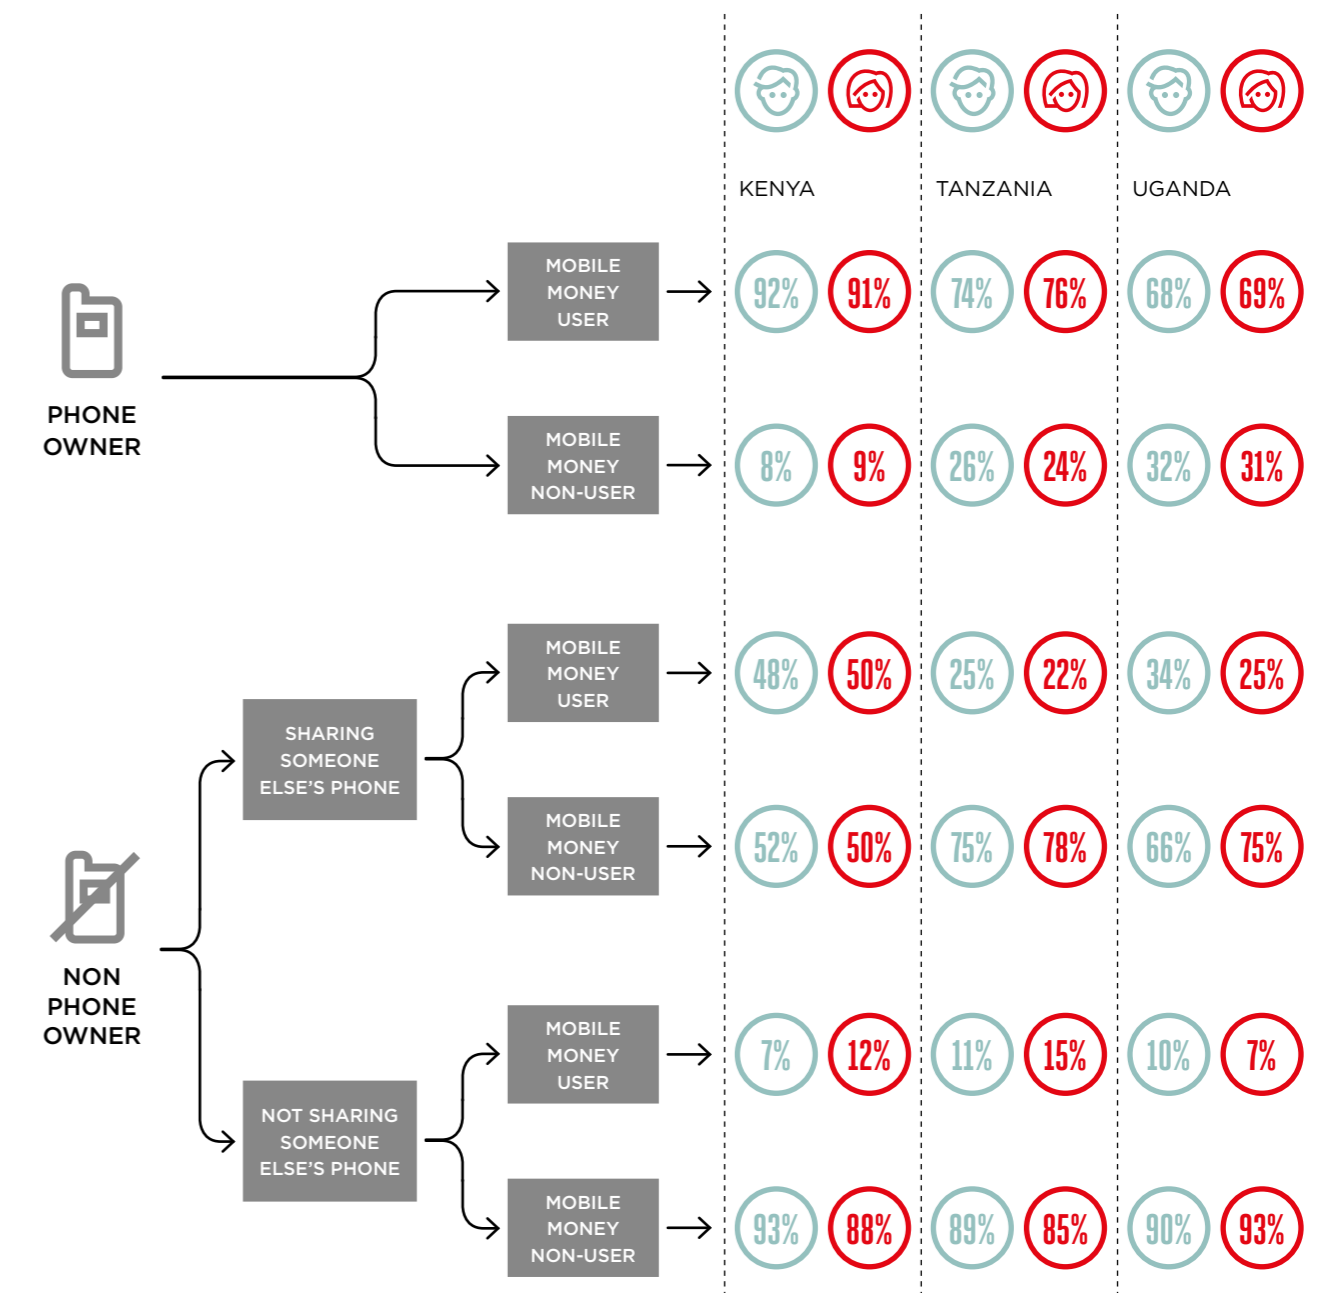 KENYA TANZANIA UGANDA
PHONE
OWNER
MOBILE
MONEY
USER
92% 91% 74% 76% 68% 69%
MOBILE
MONEY
NON-USER
8% 9% 26% 24% 32% 31%
NON
PHONE
OWNER
SHARING
SOMEONE
ELSE'S PHONE
MOBILE
MONEY
USER
48% 50% 25% 22% 34% 25%
MOBILE
MONEY
NON-USER
52% 50% 75% 78% 66% 75%
NOT SHARING
SOMEONE
ELSE'S PHONE
MOBILE
MONEY
USER
7% 12% 11% 15% 10% 7%
MOBILE
MONEY
NON-USER
93% 88% 89% 85% 90% 93%